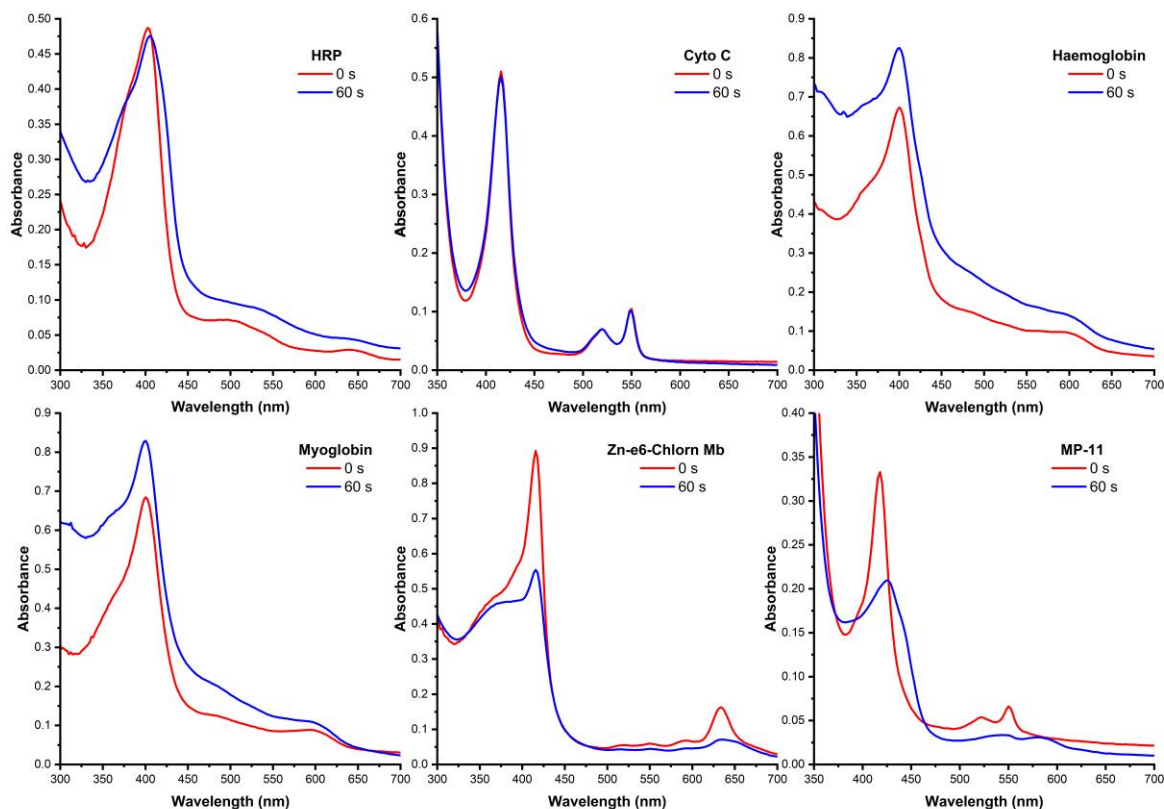 HRP
0 s
60 s
Absorbance
0.50
0.45
0.40
0.35
0.30
0.25
0.20
0.15
0.10
0.05
0.00
300 350 400 450 500 550 600 650 700
Wavelength (nm)
Cyto C
0 s
60 s
Absorbance
0.6
0.5
0.4
0.3
0.2
0.1
0.0
350 400 450 500 550 600 650 700
Wavelength (nm)
Haemoglobin
0 s
60 s
Absorbance
0.9
0.8
0.7
0.6
0.5
0.4
0.3
0.2
0.1
0.0
300 350 400 450 500 550 600 650 700
Wavelength (nm)
Myoglobin
0 s
60 s
Absorbance
0.9
0.8
0.7
0.6
0.5
0.4
0.3
0.2
0.1
0.0
300 350 400 450 500 550 600 650 700
Wavelength (nm)
Zn-e6-Chlorn Mb
0 s
60 s
Absorbance
1.0
0.9
0.8
0.7
0.6
0.5
0.4
0.3
0.2
0.1
0.0
300 350 400 450 500 550 600 650 700
Wavelength (nm)
MP-11
0 s
60 s
Absorbance
0.40
0.35
0.30
0.25
0.20
0.15
0.10
0.05
0.00
350 400 450 500 550 600 650 700
Wavelength (nm)